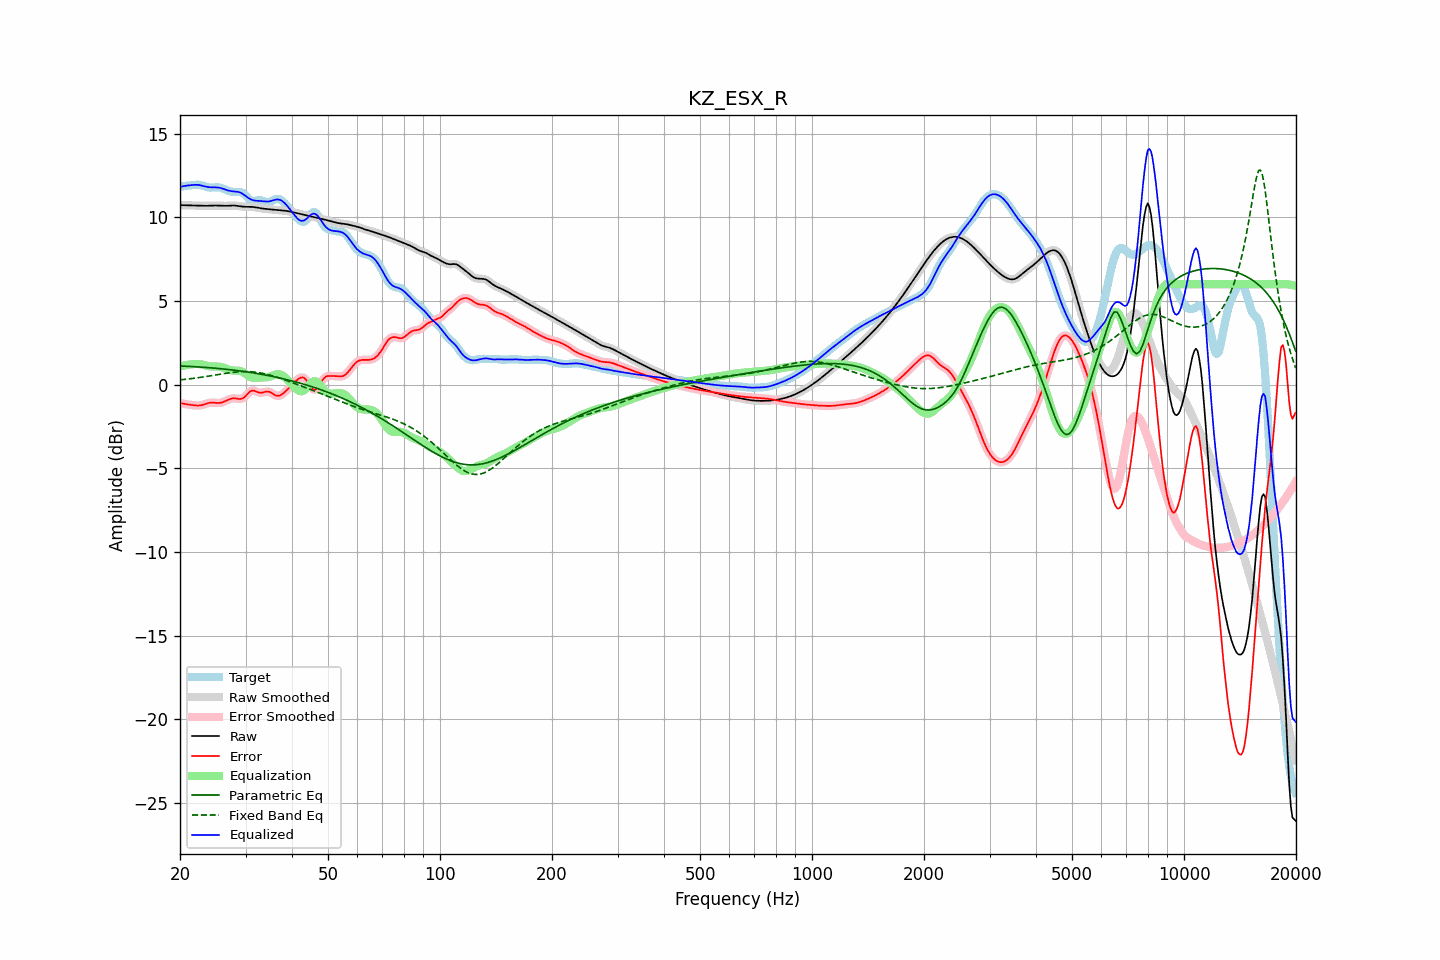 KZ_ESX_R
15
10
5
0
−5
−10
−15
−20
−25
Amplitude (dBr)
Target
Raw Smoothed
Error Smoothed
Raw
Error
Equalization
Parametric Eq
Fixed Band Eq
Equalized
20 50 100 200 500 1000 2000 5000 10000 20000
Frequency (Hz)